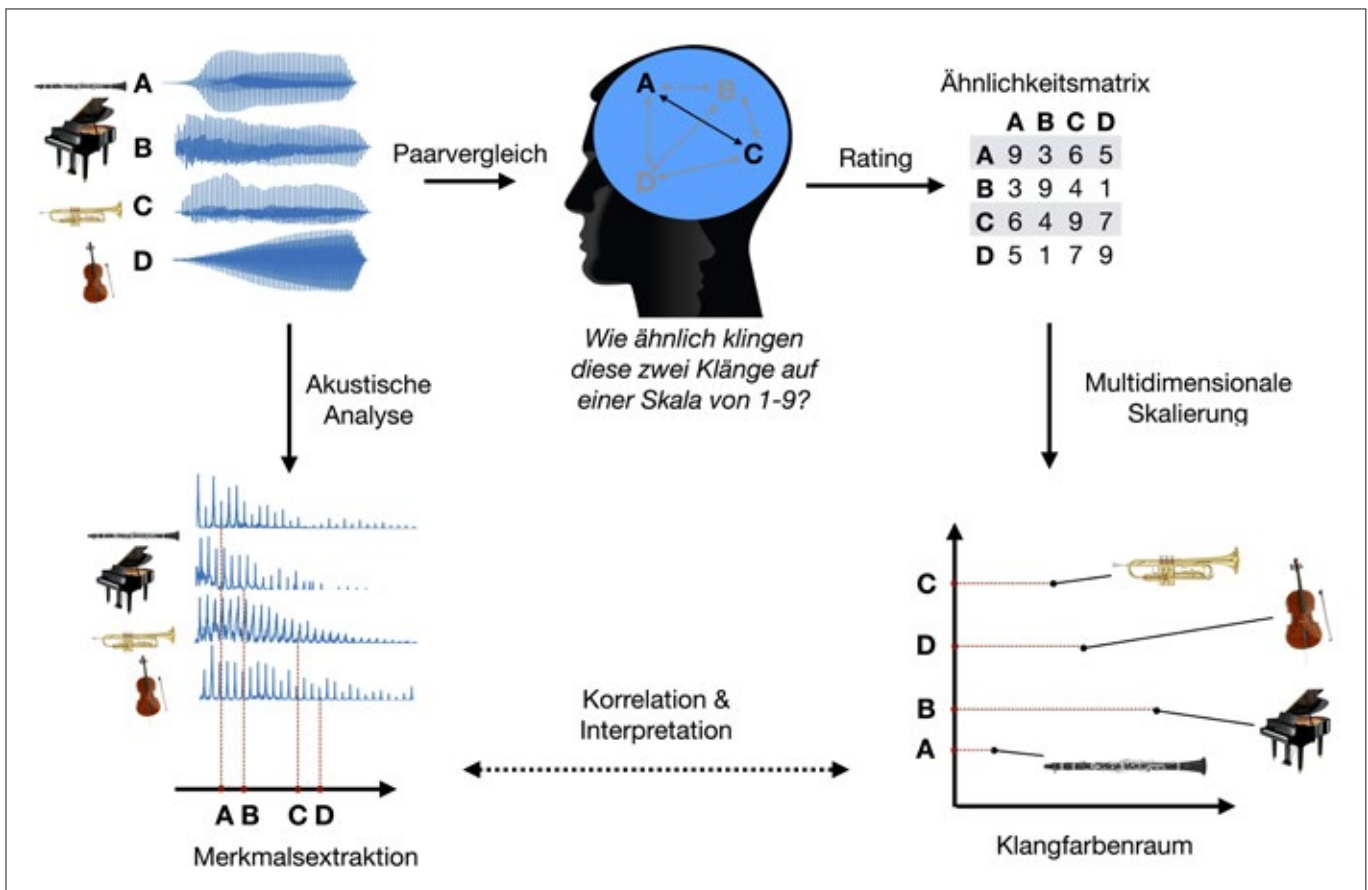 A
B
C
D
Paarvergleich
A
B
C
D
Wie ähnlich klingen
diese zwei Klänge auf
einer Skala von 1-9?
Rating
Ähnlichkeitsmatrix
A B C D
A 9 3 6 5
B 3 9 4 1
C 6 4 9 7
D 5 1 7 9
Akustische
Analyse
Multidimensionale
Skalierung
A B C D
Merkmalsextraktion
Korrelation &
Interpretation
C
D
B
A
Klangfarbenraum